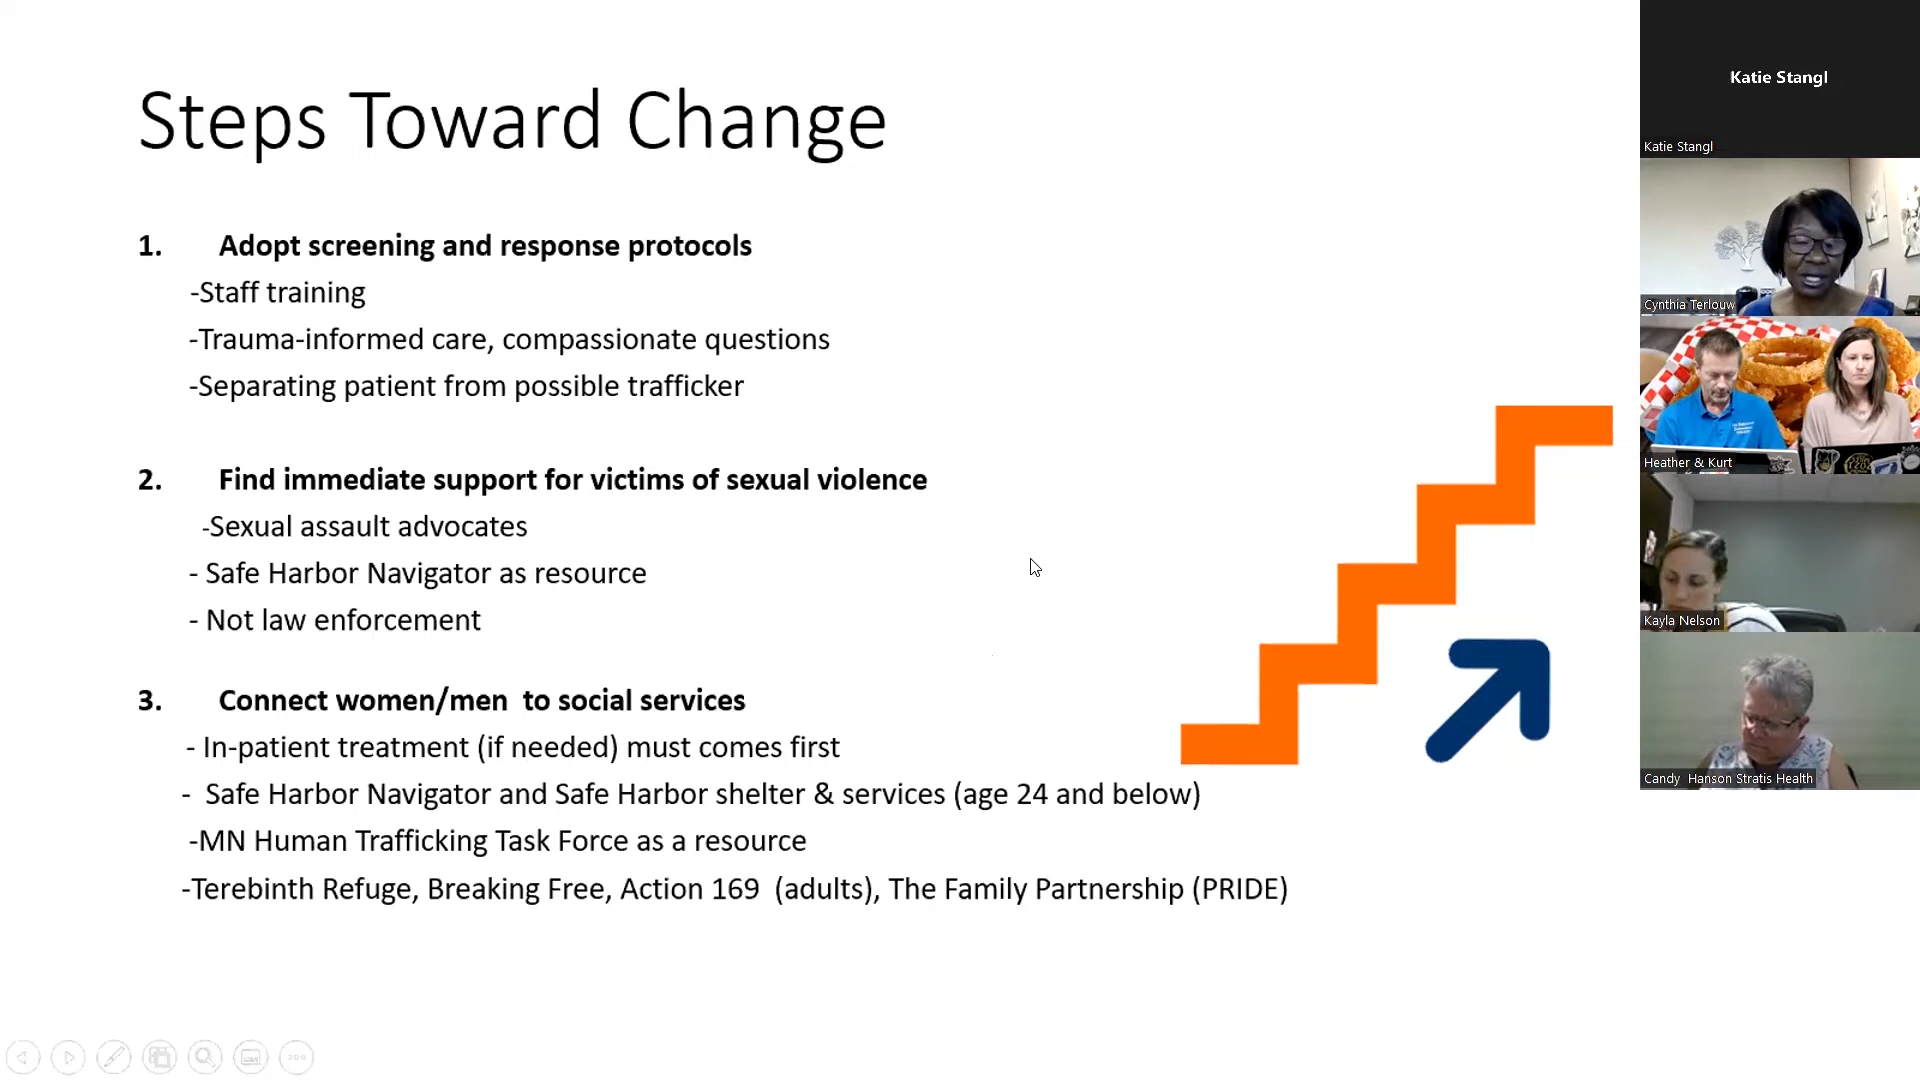 Steps Toward Change
1. Adopt screening and response protocols
-Staff training
-Trauma-informed care, compassionate questions
-Separating patient from possible trafficker
2. Find immediate support for victims of sexual violence
-Sexual assault advocates
- Safe Harbor Navigator as resource
- Not law enforcement
3. Connect women/men  to social services
- In-patient treatment (if needed) must comes first
-  Safe Harbor Navigator and Safe Harbor shelter & services (age 24 and below)
-MN Human Trafficking Task Force as a resource
-Terebinth Refuge, Breaking Free, Action 169  (adults), The Family Partnership (PRIDE)
Katie Stangl
Katie Stangl
Cynthia Terlouw
Heather & Kurt
Kayla Nelson
Candy  Hanson Stratis Health